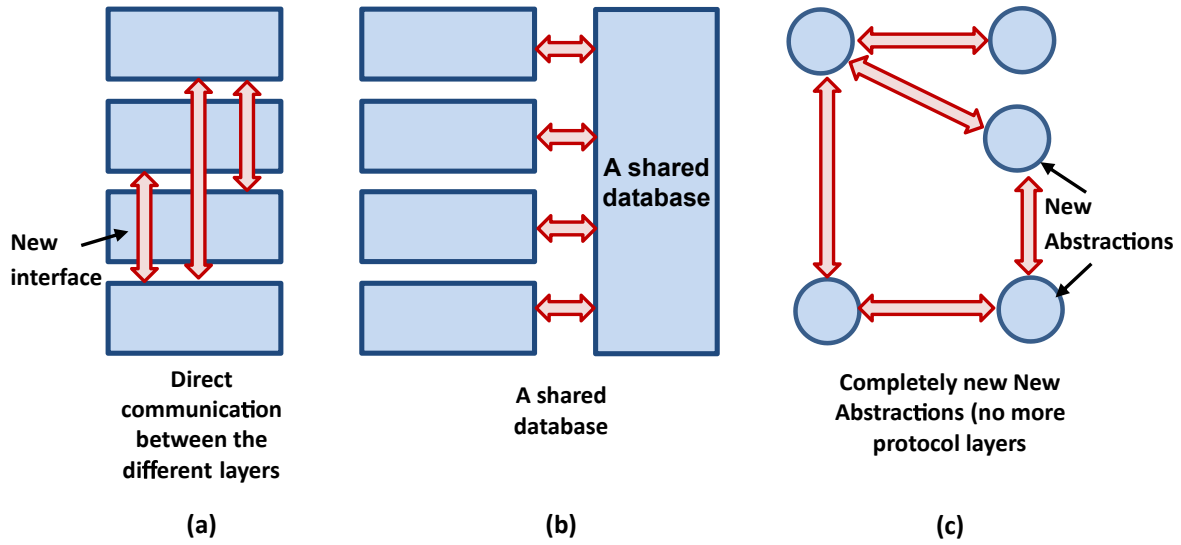 New
interface
Direct
communication
between the
different layers
(a)
A shared
database
A shared
database
(b)
New
Abstractions
Completely new New
Abstractions (no more
protocol layers
(c)